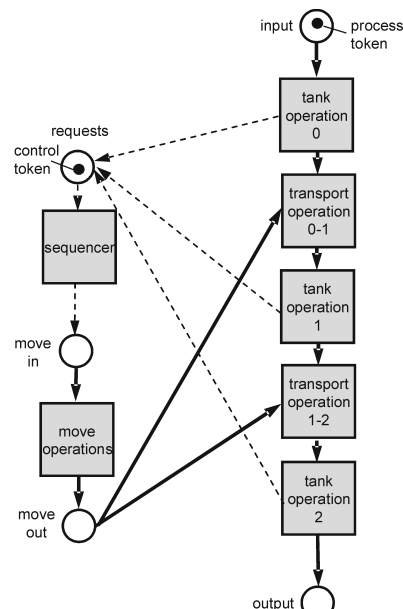 input
process
token
tank
operation
0
requests
control
token
transport
operation
0-1
sequencer
tank
operation
1
move
in
transport
operation
1-2
move
operations
tank
operation
2
move
out
output